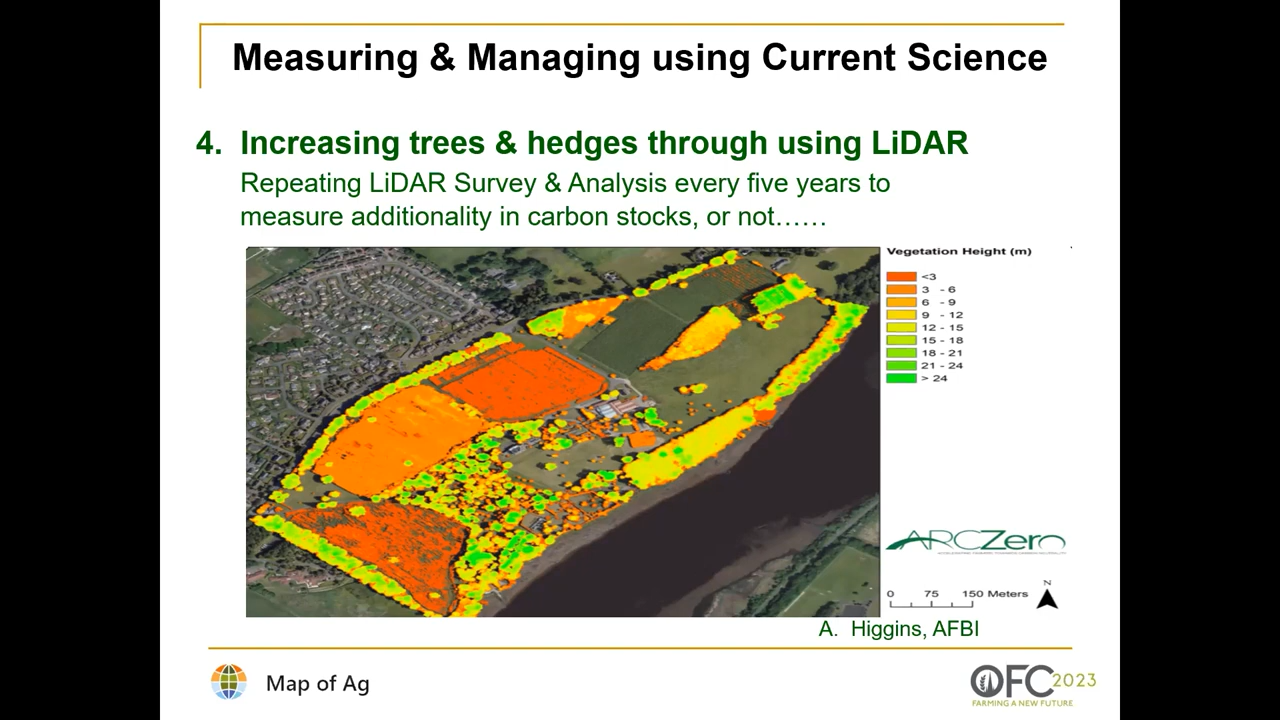 Measuring & Managing using Current Science
4. Increasing trees & hedges through using LiDAR
Repeating LiDAR Survey & Analysis every five years to
measure additionality in carbon stocks, or not……
Vegetation Height (m)
<3
3 - 6
6 - 9
9 - 12
12 - 15
15 - 18
18 - 21
21 - 24
> 24
ARCZero
N
0 75 150 Meters
A. Higgins, AFBI
Map of Ag
OFC 2023
FARMING A NEW FUTURE